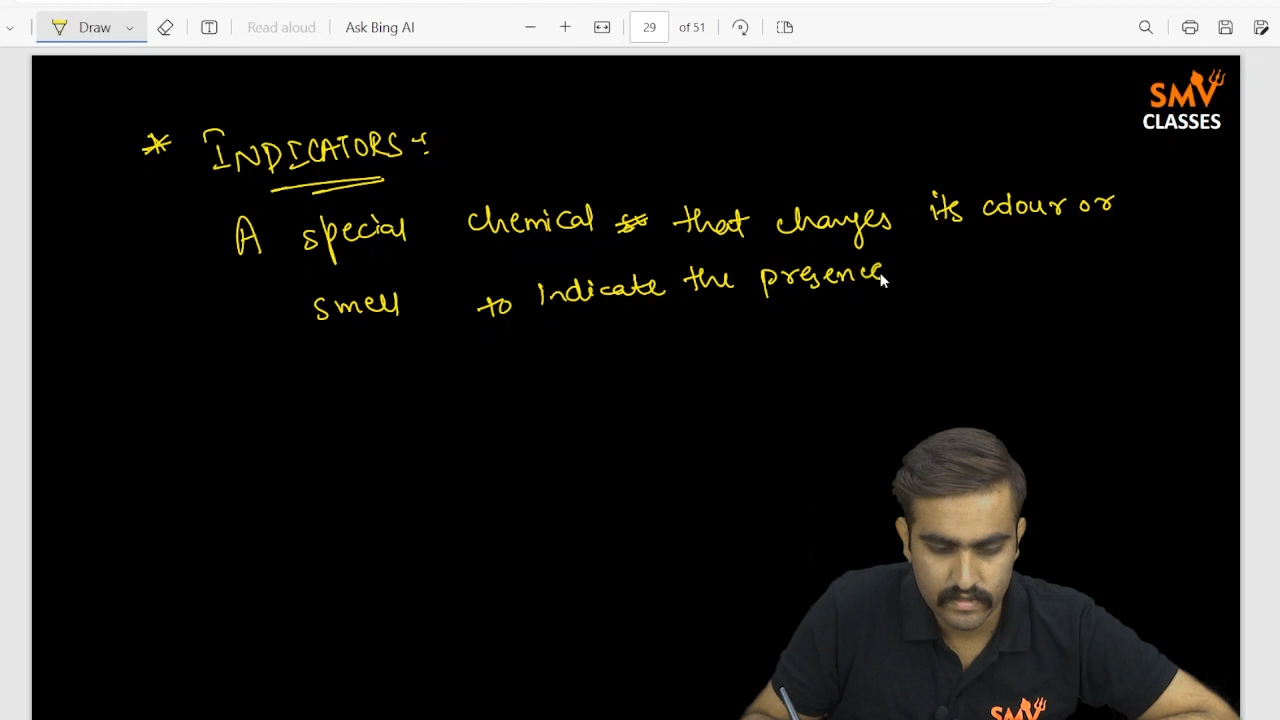 Draw
Read aloud
Ask Bing AI
29 of 51
SMV
CLASSES
* INDICATORS :
A special chemical that changes its colour or
smell to indicate the presence
SMV